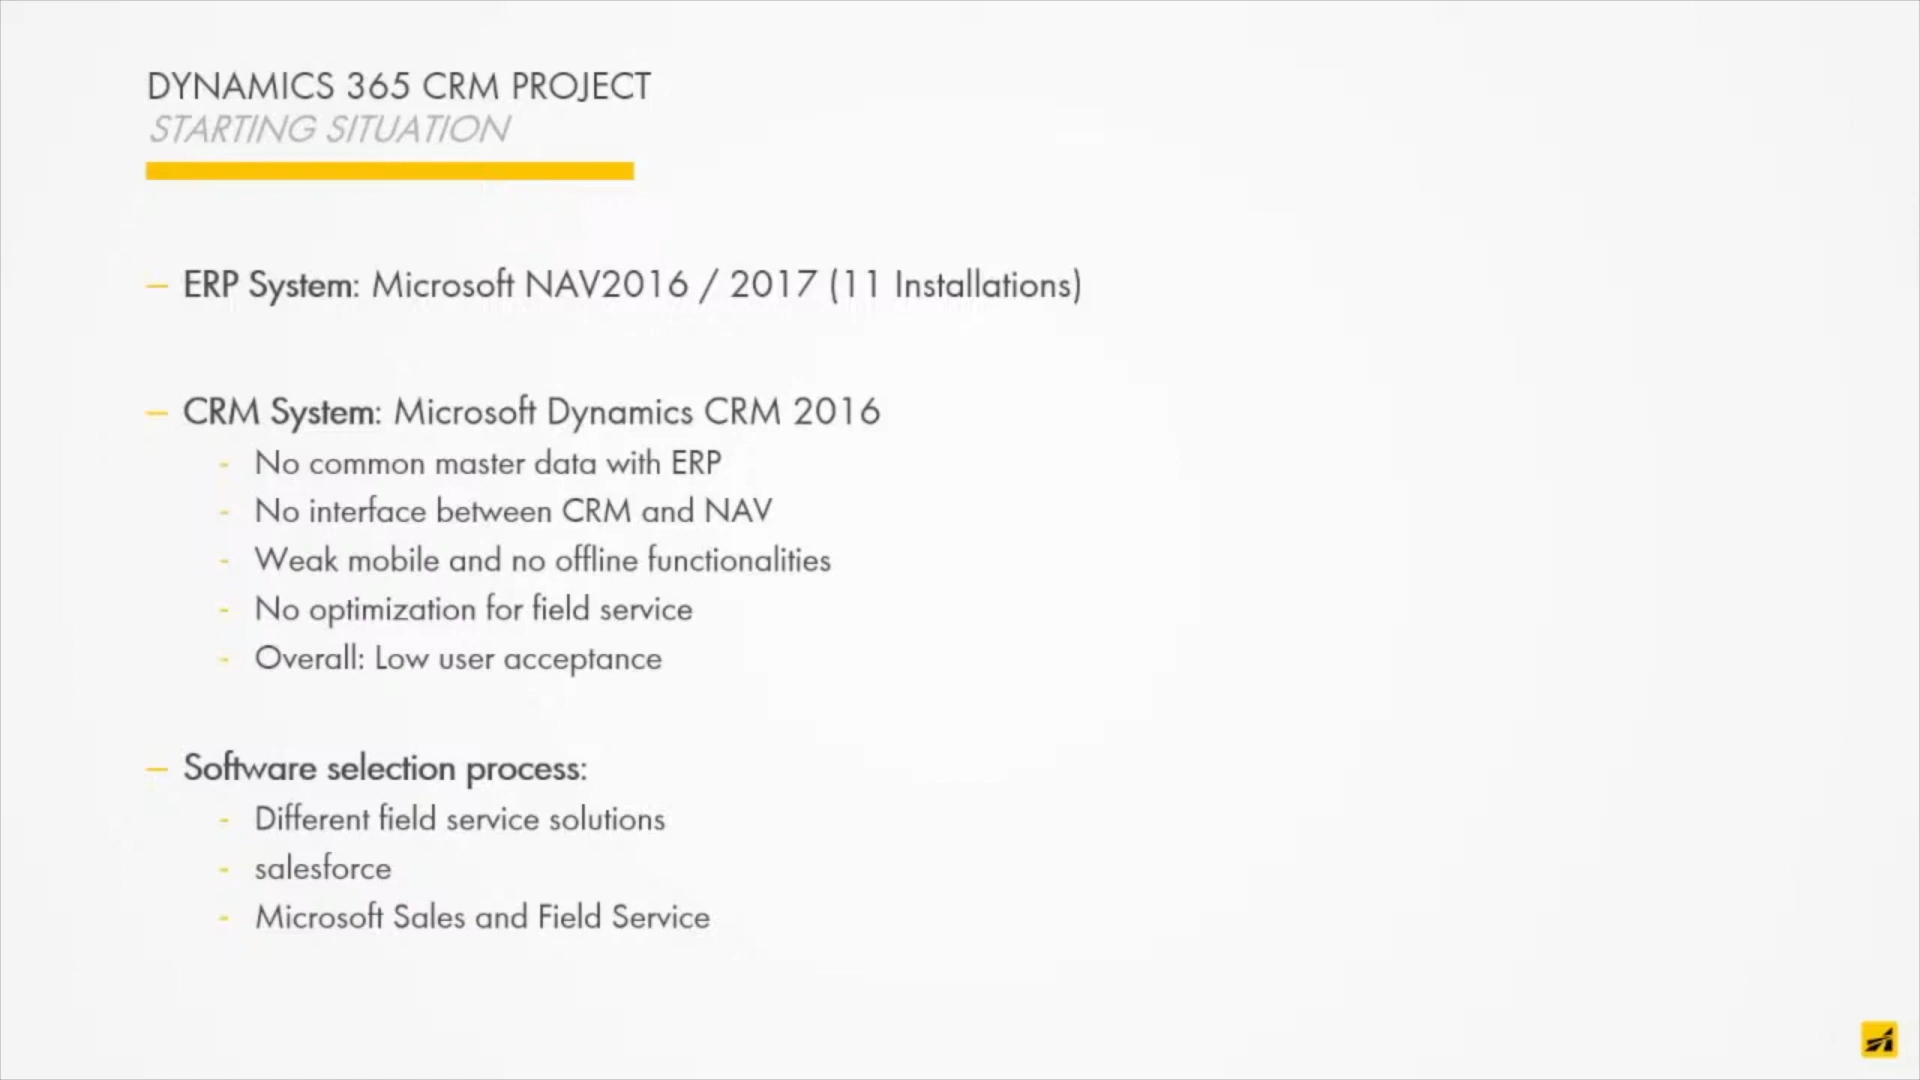 DYNAMICS 365 CRM PROJECT
STARTING SITUATION
– ERP System: Microsoft NAV2016 / 2017 (11 Installations)
– CRM System: Microsoft Dynamics CRM 2016
- No common master data with ERP
- No interface between CRM and NAV
- Weak mobile and no offline functionalities
- No optimization for field service
- Overall: Low user acceptance
– Software selection process:
- Different field service solutions
- salesforce
- Microsoft Sales and Field Service